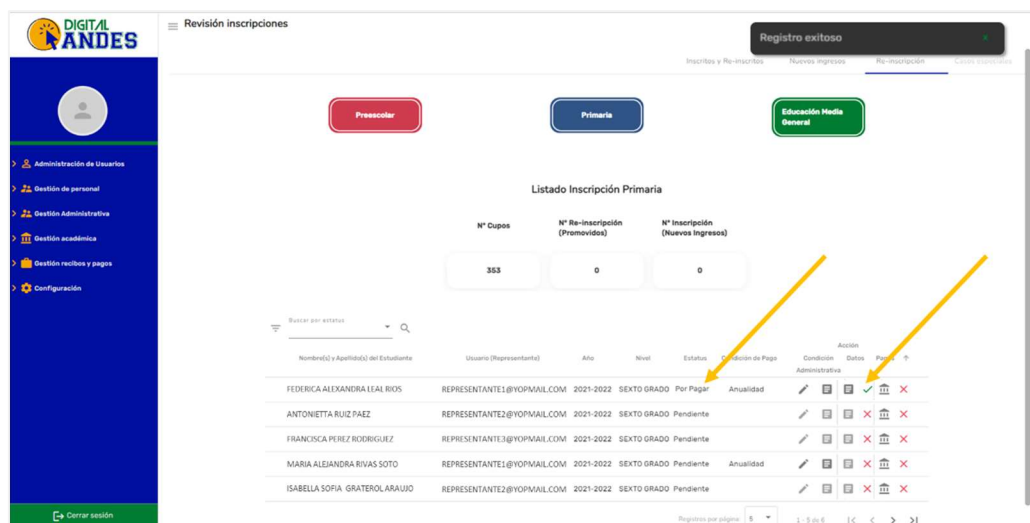 DIGITAL
ANDES
Revisión inscripciones
Registro exitoso
×
Inscritos y Re-inscritos Nuevos ingresos Re-inscripción Casos especiales
Preescolar
Primaria
Educación Media
General
Administración de Usuarios
Gestión de personal
Gestión Administrativa
Gestión académica
Gestión recibos y pagos
Configuración
Listado Inscripción Primaria
N° Cupos
N° Re-inscripción
(Promovidos)
N° Inscripción
(Nuevos Ingresos)
353
0
0
Buscar por estatus
Acción
Nombre(s) y Apellido(s) del Estudiante Usuario (Representante) Año Nivel Estatus Condición de Pago Condición Datos Pagos
Administrativa
FEDERICA ALEXANDRA LEAL RIOS REPRESENTANTE1@YOPMAIL.COM 2021-2022 SEXTO GRADO Por Pagar Anualidad
ANTONIETTA RUIZ PAEZ REPRESENTANTE2@YOPMAIL.COM 2021-2022 SEXTO GRADO Pendiente
FRANCISCA PEREZ RODRIGUEZ REPRESENTANTE3@YOPMAIL.COM 2021-2022 SEXTO GRADO Pendiente
MARIA ALEJANDRA RIVAS SOTO REPRESENTANTE1@YOPMAIL.COM 2021-2022 SEXTO GRADO Pendiente Anualidad
ISABELLA SOFIA GRATEROL ARAUJO REPRESENTANTE2@YOPMAIL.COM 2021-2022 SEXTO GRADO Pendiente
Registros por página: 5 1 - 5 de 6
Cerrar sesión